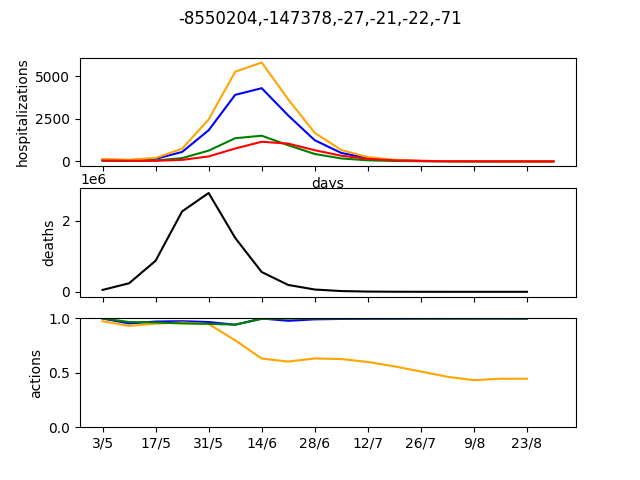 -8550204,-147378,-27,-21,-22,-71
hospitalizations
5000
2500
0
days
1e6
deaths
2
0
actions
1.0
0.5
0.0
3/5 17/5 31/5 14/6 28/6 12/7 26/7 9/8 23/8